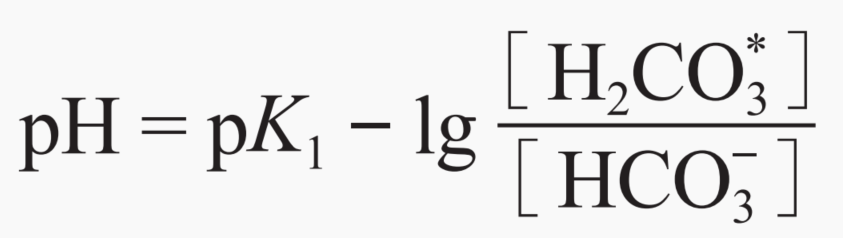 pH = pK₁ − lg [H₂CO₃*] / [HCO₃⁻]